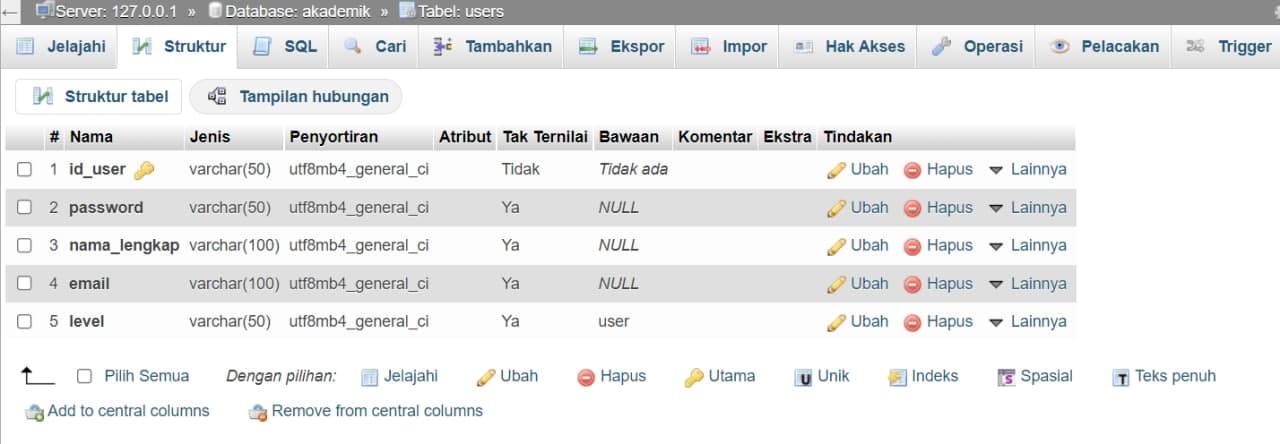 Server: 127.0.0.1 » Database: akademik » Tabel: users
Jelajahi Struktur SQL Cari Tambahkan Ekspor Impor Hak Akses Operasi Pelacakan Trigger
Struktur tabel Tampilan hubungan
# Nama Jenis Penyortiran Atribut Tak Ternilai Bawaan Komentar Ekstra Tindakan
1 id_user varchar(50) utf8mb4_general_ci Tidak Tidak ada Ubah Hapus Lainnya
2 password varchar(50) utf8mb4_general_ci Ya NULL Ubah Hapus Lainnya
3 nama_lengkap varchar(100) utf8mb4_general_ci Ya NULL Ubah Hapus Lainnya
4 email varchar(100) utf8mb4_general_ci Ya NULL Ubah Hapus Lainnya
5 level varchar(50) utf8mb4_general_ci Ya user Ubah Hapus Lainnya
Pilih Semua Dengan pilihan: Jelajahi Ubah Hapus Utama Unik Indeks Spasial Teks penuh
Add to central columns Remove from central columns